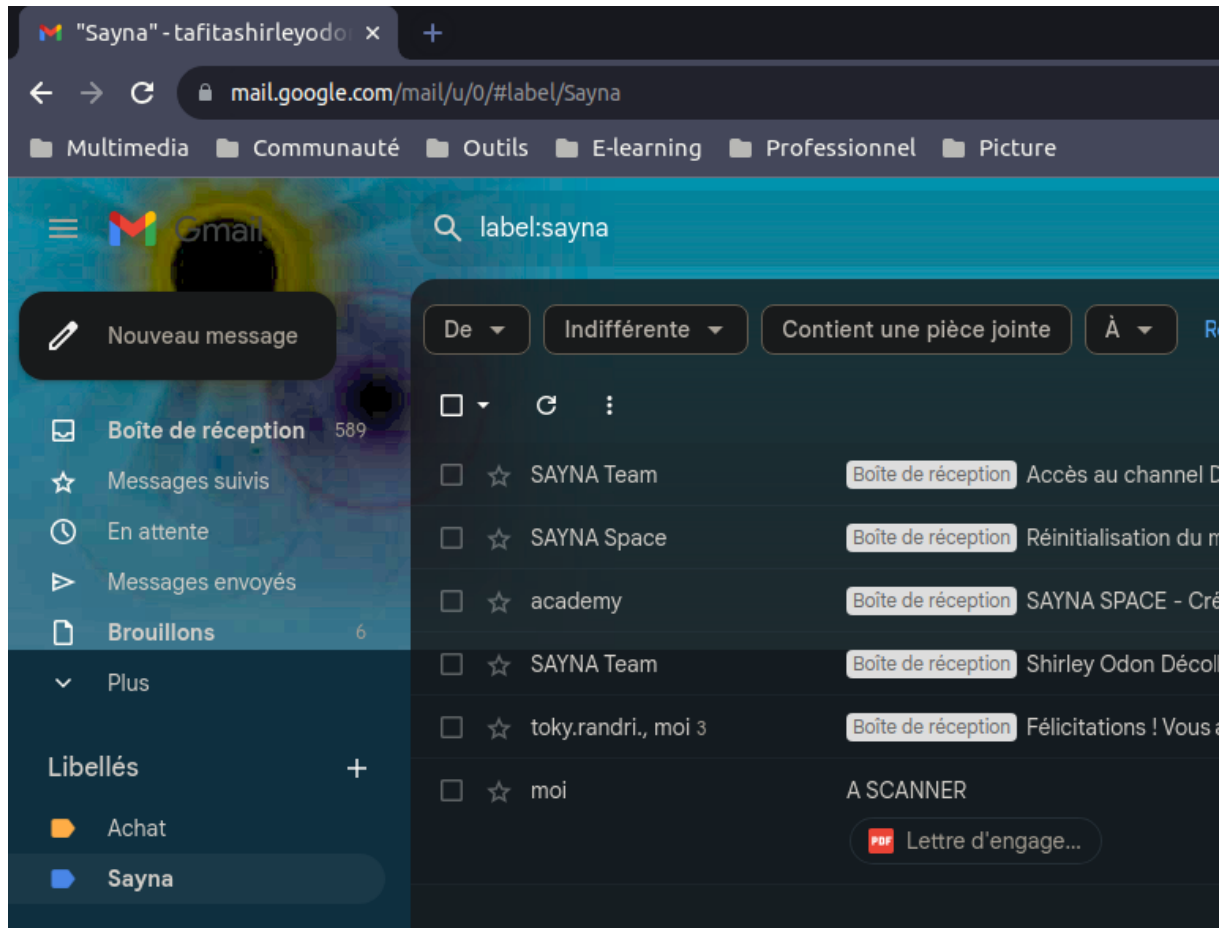 "Sayna" - tafitashirleyodo
mail.google.com/mail/u/0/#label/Sayna
Multimedia Communauté Outils E-learning Professionnel Picture
Gmail
label:sayna
Nouveau message
De Indifférente Contient une pièce jointe À
Boîte de réception 589
Messages suivis
En attente
Messages envoyés
Brouillons 6
Plus
Libellés
Achat
Sayna
SAYNA Team Boîte de réception Accès au channel D
SAYNA Space Boîte de réception Réinitialisation du
academy Boîte de réception SAYNA SPACE - Cré
SAYNA Team Boîte de réception Shirley Odon Décol
toky.randri., moi 3 Boîte de réception Félicitations ! Vous
moi A SCANNER
PDF Lettre d'engage...